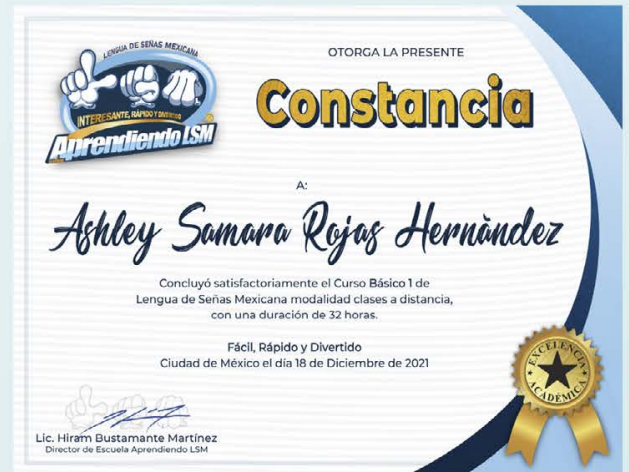 LENGUA DE SEÑAS MEXICANA
INTERESANTE, RÁPIDO Y DIVERTIDO
Aprendiendo LSM
OTORGA LA PRESENTE
Constancia
A:
Ashley Samara Rojas Hernàndez
Concluyó satisfactoriamente el Curso Básico 1 de
Lengua de Señas Mexicana modalidad clases a distancia,
con una duración de 32 horas.
Fácil, Rápido y Divertido
Ciudad de México el día 18 de Diciembre de 2021
EXCELENCIA
ACADÉMICA
Lic. Hiram Bustamante Martínez
Director de Escuela Aprendiendo LSM